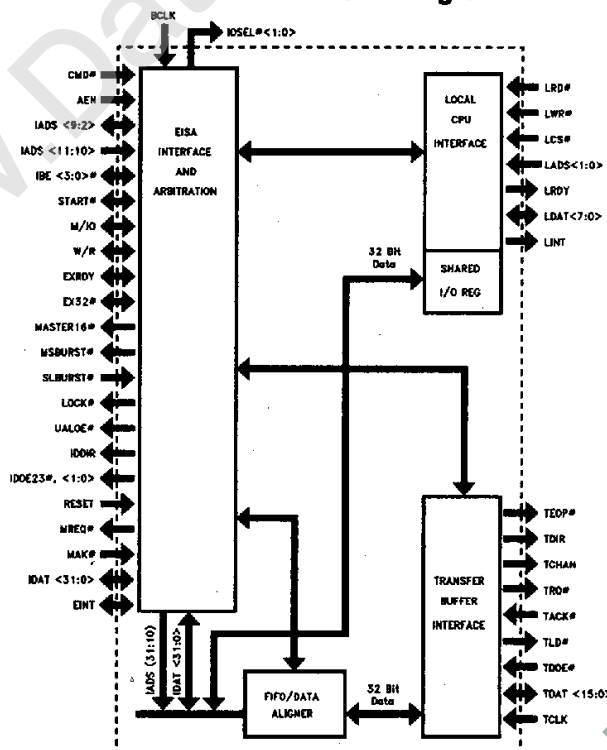 BCLK
IOSEL#<1:0>
CMD#
AEN
IADS <9:2>
IADS <11:10>
IBE <3:0>#
START#
M/IO
W/R
EXRDY
EX32#
MASTER16#
MSBURST#
SLBURST#
LOCK#
UALOE#
IDDIR
IDOE23#, <1:0>
RESET
MREQ#
MAK#
IDAT <31:0>
EINT
EISA
INTERFACE
AND
ARBITRATION
LOCAL
CPU
INTERFACE
SHARED
I/O REG
LRD#
LWR#
LCS#
LADS<1:0>
LRDY
LDAT<7:0>
LINT
32 Bit
Data
TRANSFER
BUFFER
INTERFACE
TEOP#
TDIR
TCHAN
TRQ#
TACK#
TLD#
TDOE#
TDAT <15:0>
TCLK
IADS (31:10)
IDAT <31:0>
FIFO/DATA
ALIGNER
32 Bit
Data